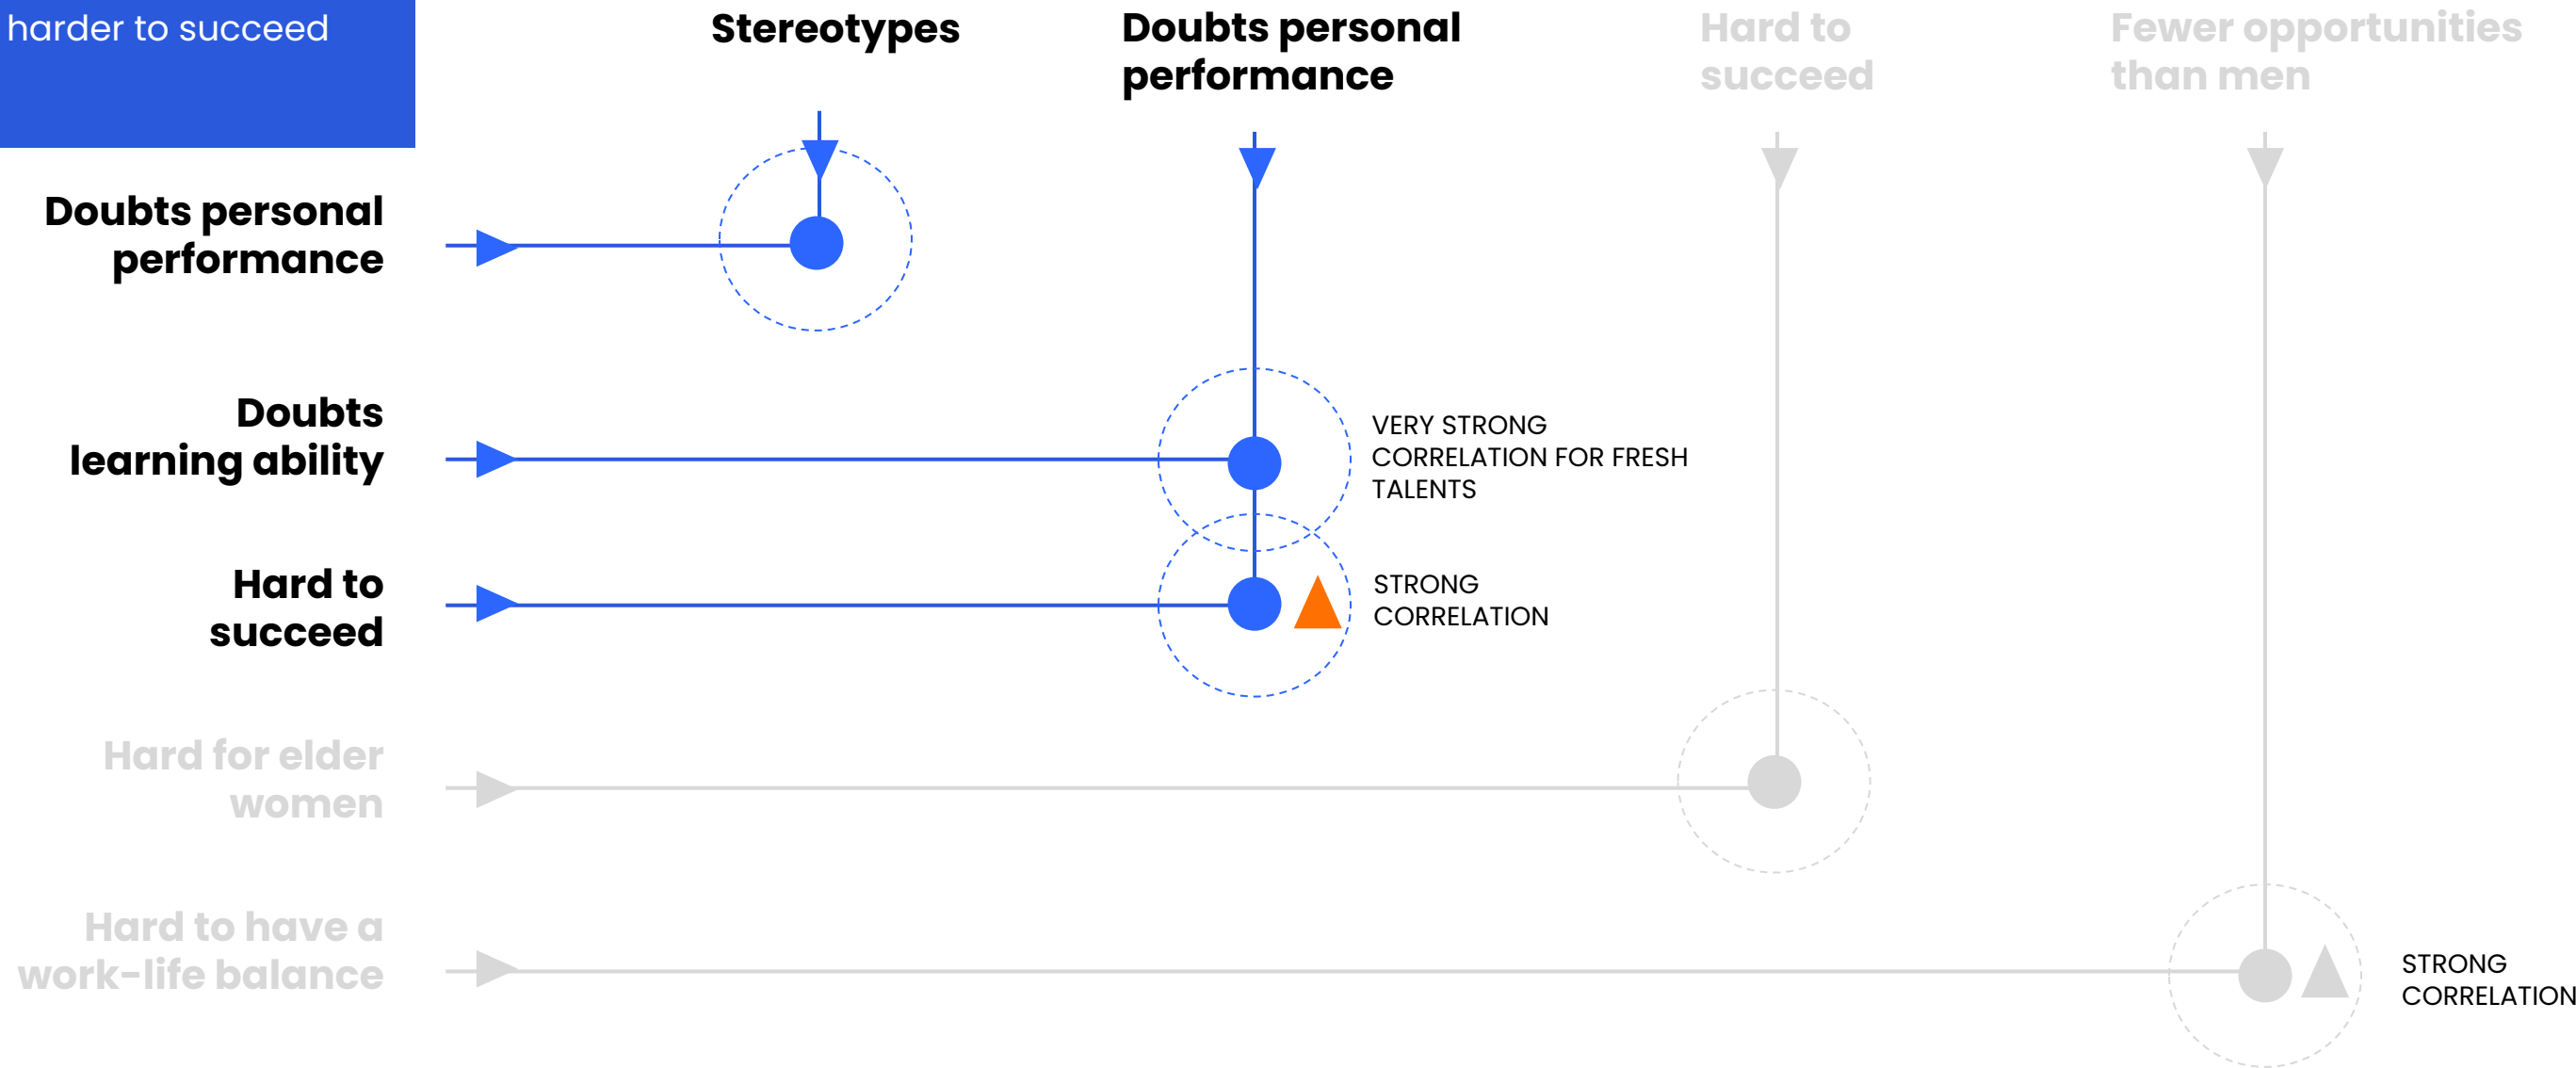 harder to succeed
Stereotypes
Doubts personal
performance
Hard to
succeed
Fewer opportunities
than men
Doubts personal
performance
Doubts
learning ability
VERY STRONG
CORRELATION FOR FRESH
TALENTS
Hard to
succeed
STRONG
CORRELATION
Hard for elder
women
Hard to have a
work-life balance
STRONG
CORRELATION